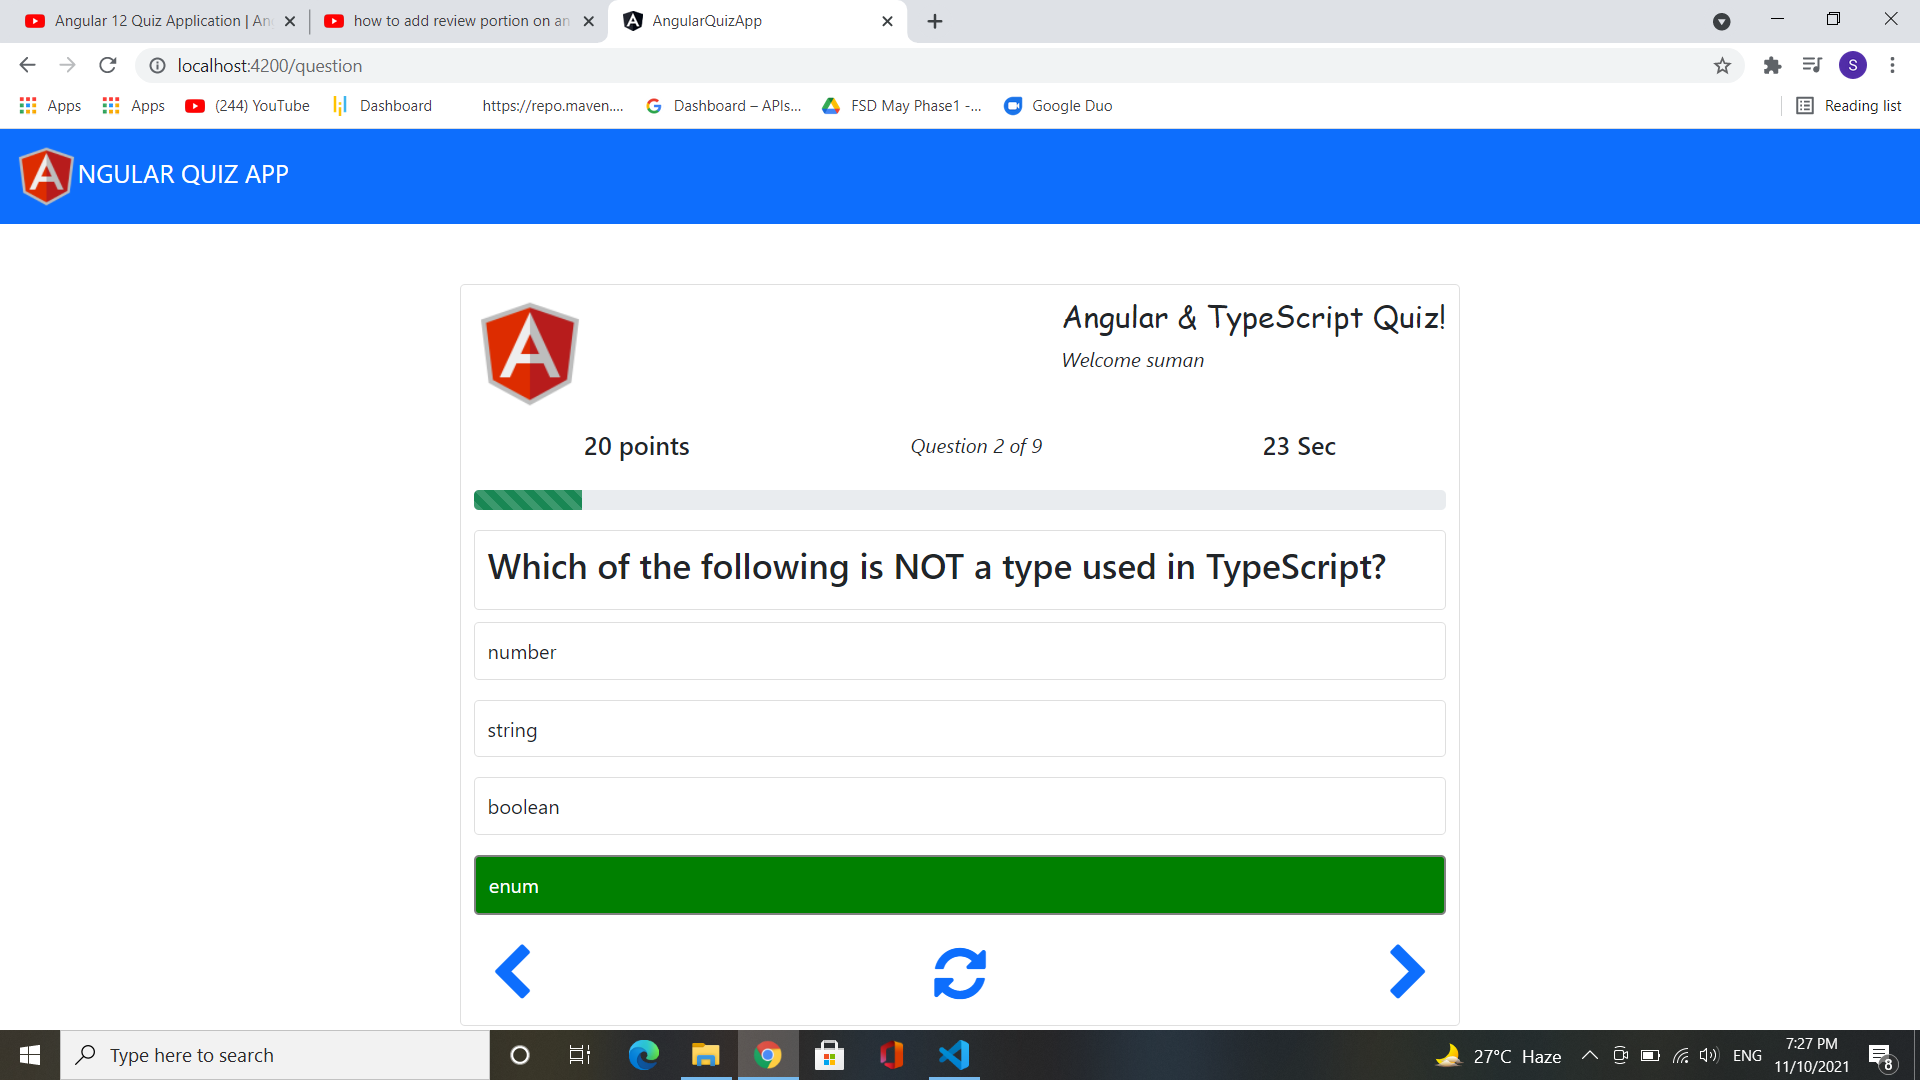 Angular 12 Quiz Application | An
how to add review portion on an
AngularQuizApp
localhost:4200/question
S
Apps
Apps
(244) YouTube
Dashboard
https://repo.maven....
Dashboard – APIs...
FSD May Phase1 -...
Google Duo
Reading list
NGULAR QUIZ APP
Angular & TypeScript Quiz!
Welcome suman
20 points
Question 2 of 9
23 Sec
Which of the following is NOT a type used in TypeScript?
number
string
boolean
enum
Type here to search
27°C Haze
ENG
7:27 PM
11/10/2021
8